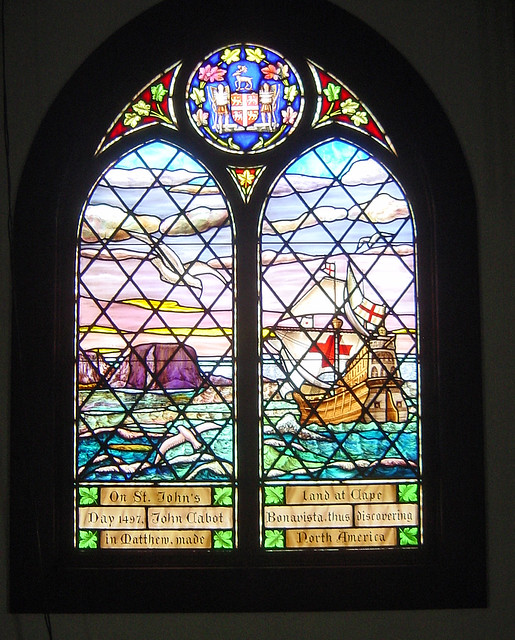 On St. John's
Day 1497, John Cabot
in Matthew, made
land at Cape
Bonavista, thus discovering
North America